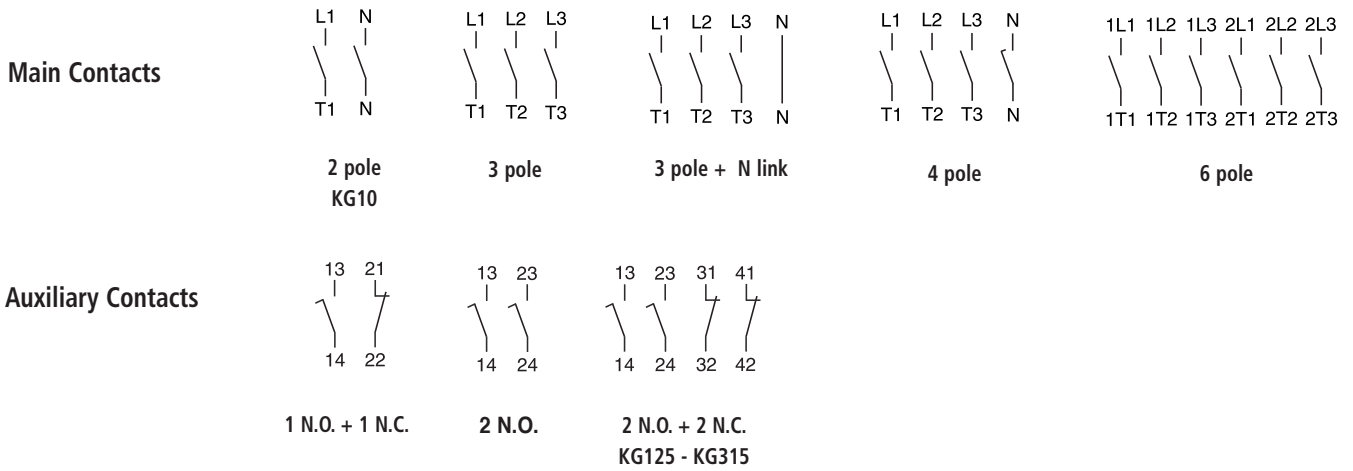 L1 N L1 L2 L3 L1 L2 L3 N L1 L2 L3 N 1L1 1L2 1L3 2L1 2L2 2L3
Main Contacts
T1 N T1 T2 T3 T1 T2 T3 N T1 T2 T3 N 1T1 1T2 1T3 2T1 2T2 2T3
2 pole 3 pole 3 pole + N link 4 pole 6 pole
KG10
13 21 13 23 13 23 31 41
Auxiliary Contacts
14 22 14 24 14 24 32 42
1 N.O. + 1 N.C. 2 N.O. 2 N.O. + 2 N.C.
KG125 - KG315